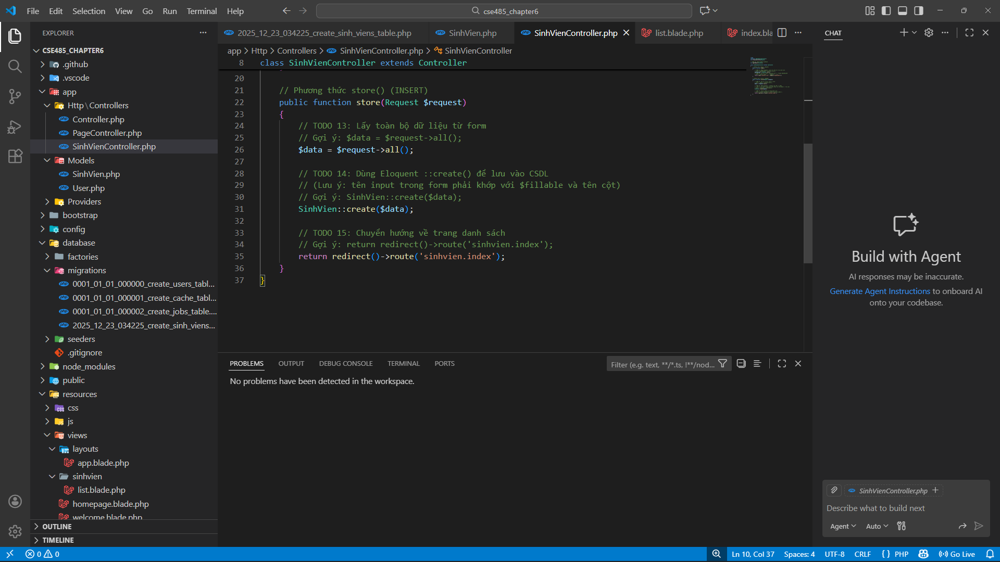 File Edit Selection View Go Run Terminal Help
cse485_chapter6
EXPLORER
CSE485_CHAPTER6
.github
.vscode
app
Http\Controllers
Controller.php
PageController.php
SinhVienController.php
Models
SinhVien.php
User.php
Providers
bootstrap
config
database
factories
migrations
0001_01_01_000000_create_users_tabl...
0001_01_01_000001_create_cache_tabl...
0001_01_01_000002_create_jobs_table....
2025_12_23_034225_create_sinh_viens...
seeders
.gitignore
node_modules
public
resources
css
js
views
layouts
app.blade.php
sinhvien
list.blade.php
homepage.blade.php
welcome.blade.php
OUTLINE
TIMELINE
2025_12_23_034225_create_sinh_viens_table.php SinhVien.php SinhVienController.php list.blade.php index.bla
app > Http > Controllers > SinhVienController.php > SinhVienController
8 class SinhVienController extends Controller
20
21 // Phương thức store() (INSERT)
22 public function store(Request $request)
23 {
24 // TODO 13: Lấy toàn bộ dữ liệu từ form
25 // Gợi ý: $data = $request->all();
26 $data = $request->all();
27
28 // TODO 14: Dùng Eloquent ::create() để lưu vào CSDL
29 // (Lưu ý: tên input trong form phải khớp với $fillable và tên cột)
30 // Gợi ý: SinhVien::create($data);
31 SinhVien::create($data);
32
33 // TODO 15: Chuyển hướng về trang danh sách
34 // Gợi ý: return redirect()->route('sinhvien.index');
35 return redirect()->route('sinhvien.index');
36 }
37 }
PROBLEMS OUTPUT DEBUG CONSOLE TERMINAL PORTS
Filter (e.g. text, **/*.ts, !**/nod...
No problems have been detected in the workspace.
CHAT
Build with Agent
AI responses may be inaccurate.
Generate Agent Instructions to onboard AI
onto your codebase.
SinhVienController.php
Describe what to build next
Agent Auto
0 0
Ln 10, Col 37 Spaces: 4 UTF-8 CRLF { } PHP Go Live